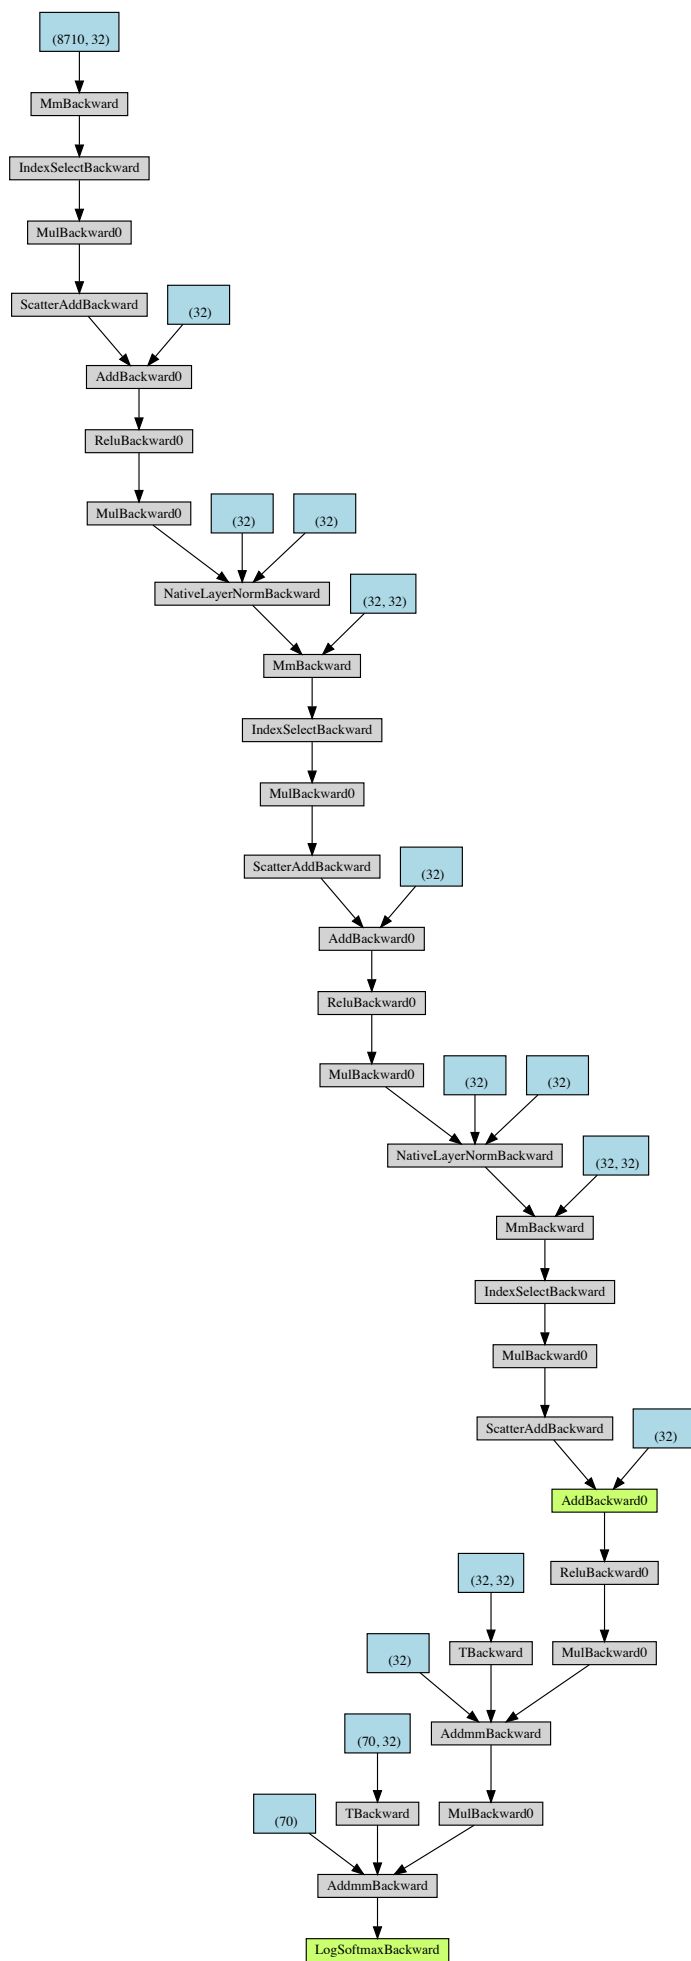 (8710, 32)
MmBackward
IndexSelectBackward
MulBackward0
ScatterAddBackward
(32)
AddBackward0
ReluBackward0
MulBackward0
(32)
(32)
NativeLayerNormBackward
(32, 32)
MmBackward
IndexSelectBackward
MulBackward0
ScatterAddBackward
(32)
AddBackward0
ReluBackward0
MulBackward0
(32)
(32)
NativeLayerNormBackward
(32, 32)
MmBackward
IndexSelectBackward
MulBackward0
ScatterAddBackward
(32)
AddBackward0
(32, 32)
ReluBackward0
(32)
TBackward
MulBackward0
(70, 32)
AddmmBackward
(70)
TBackward
MulBackward0
AddmmBackward
LogSoftmaxBackward